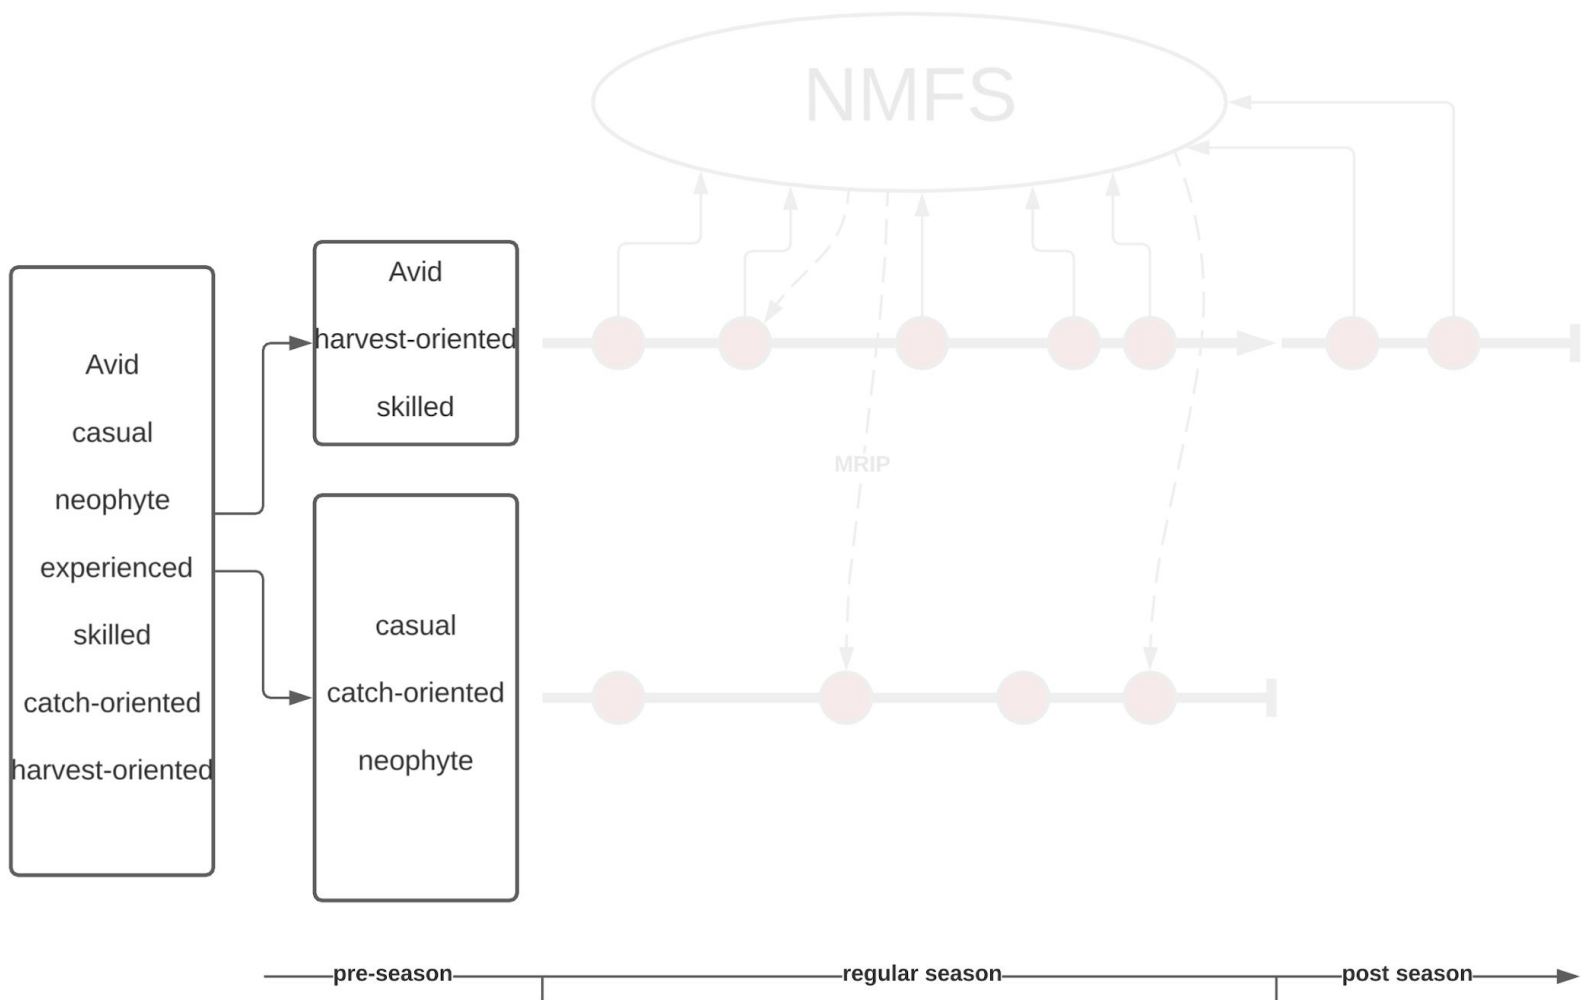 NMFS
Avid
harvest-oriented
skilled
Avid
casual
neophyte
experienced
skilled
catch-oriented
harvest-oriented
MRIP
casual
catch-oriented
neophyte
pre-season
regular season
post season